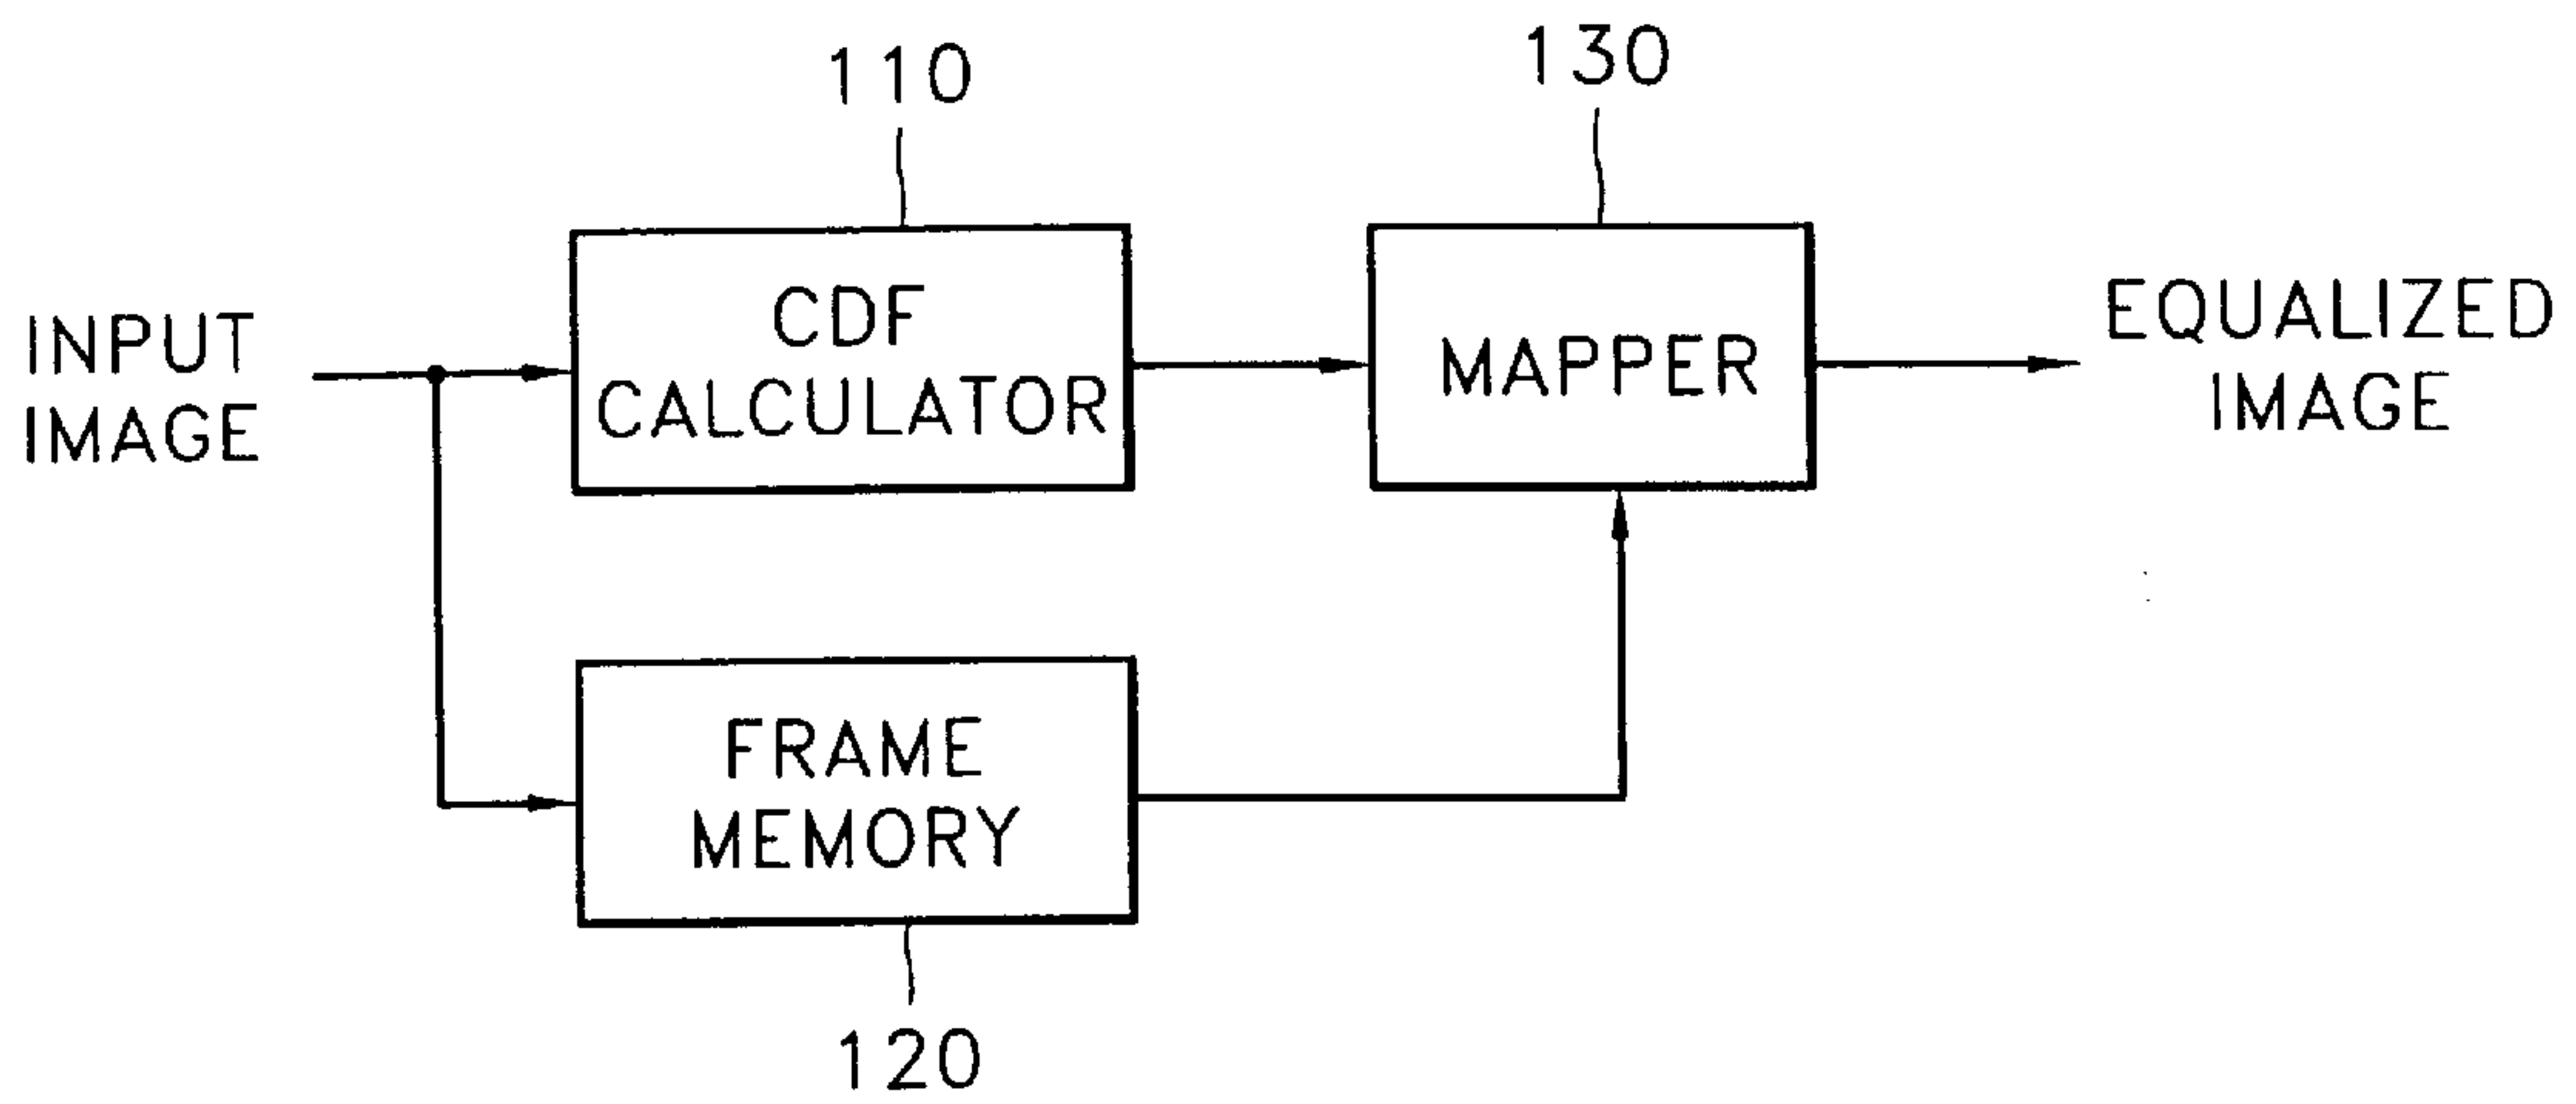 110
130
INPUT
IMAGE
CDF
CALCULATOR
MAPPER
EQUALIZED
IMAGE
FRAME
MEMORY
120